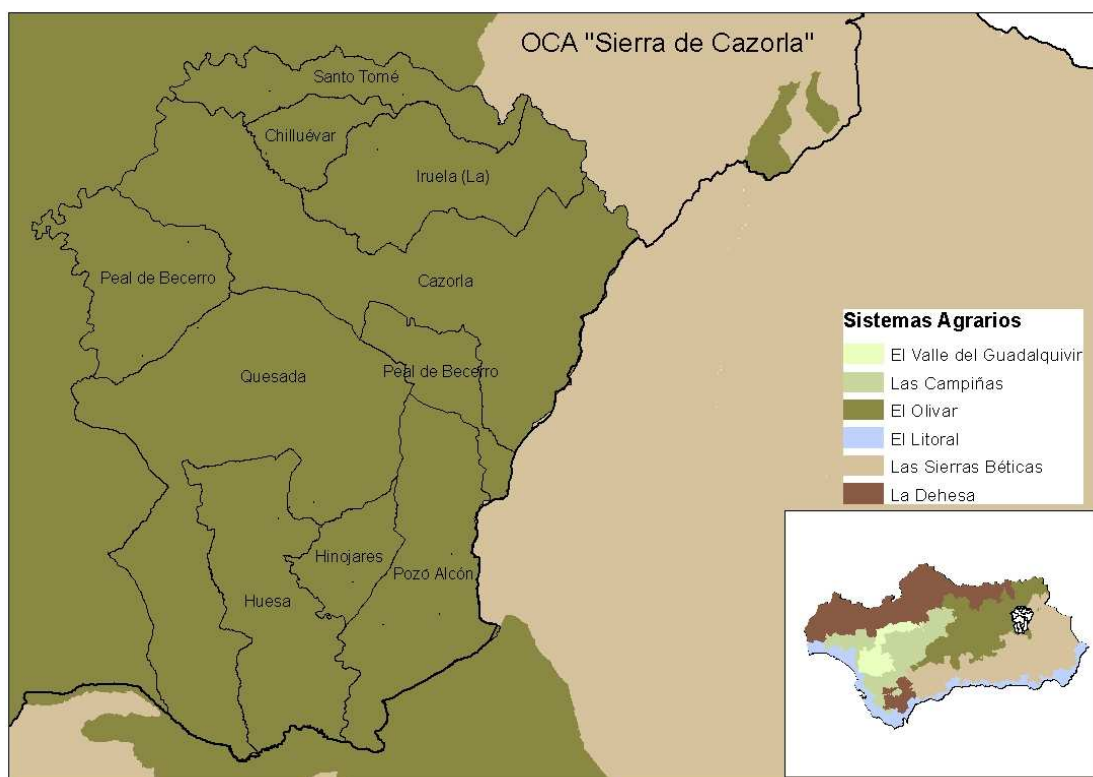 OCA "Sierra de Cazorla"
Santo Tomé
Chilluévar
Iruela (La)
Peal de Becerro
Cazorla
Quesada
Peal de Becerro
Hinojares
Pozo Alcón
Huesa
Sistemas Agrarios
El Valle del Guadalquivir
Las Campiñas
El Olivar
El Litoral
Las Sierras Béticas
La Dehesa